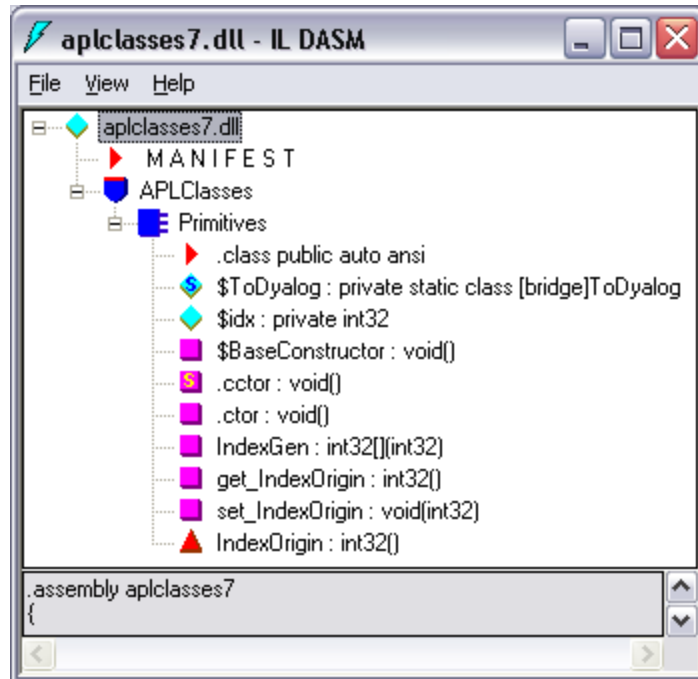 aplclasses7.dll - IL DASM
File View Help
aplclasses7.dll
M A N I F E S T
APLClasses
Primitives
.class public auto ansi
$ToDyalog : private static class [bridge]ToDyalog
$idx : private int32
$BaseConstructor : void()
.cctor : void()
.ctor : void()
IndexGen : int32[](int32)
get_IndexOrigin : int32()
set_IndexOrigin : void(int32)
IndexOrigin : int32()
.assembly aplclasses7
{